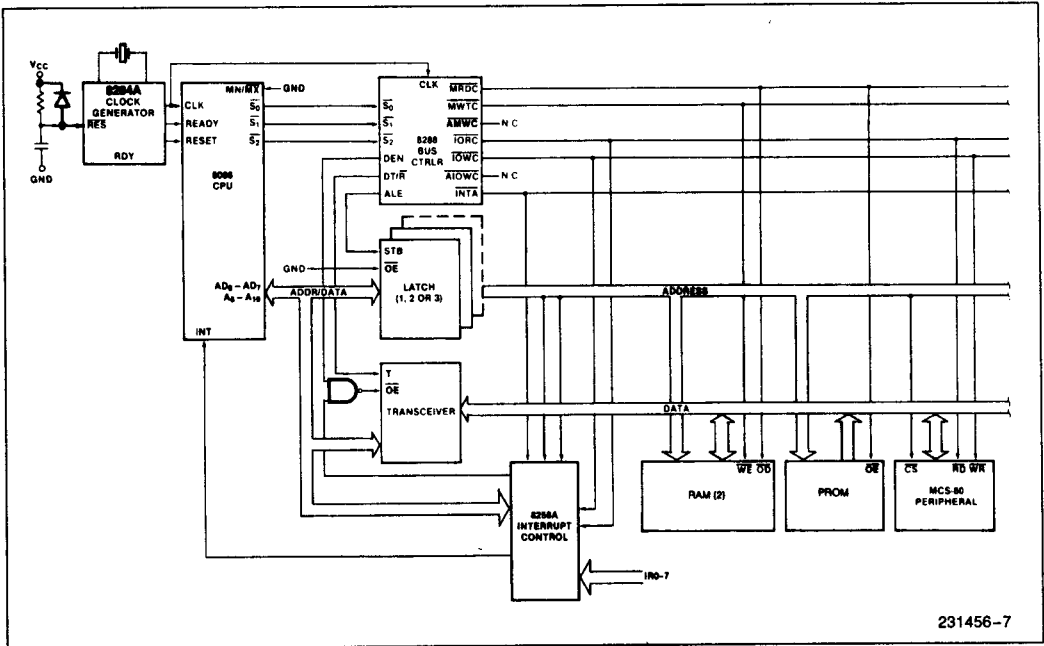 VCC
8284A
CLOCK
GENERATOR
RES
RDY
GND
CLK
READY
RESET
MN/MX
GND
S0
S1
S2
CPU
AD0 – AD7
A8 – A19
INT
CLK
S0
S1
S2
DEN
DT/R
ALE
8288
BUS
CTRLR
MRDC
MWTC
AMWC
N C
IORC
IOWC
AIOWC
N C
INTA
STB
GND
OE
LATCH
(1, 2 OR 3)
ADDR/DATA
ADDRESS
T
OE
TRANSCEIVER
DATA
8259A
INTERRUPT
CONTROL
IR0-7
WE OD
RAM (2)
OE
PROM
CS
RD WR
MCS-80
PERIPHERAL
231456-7